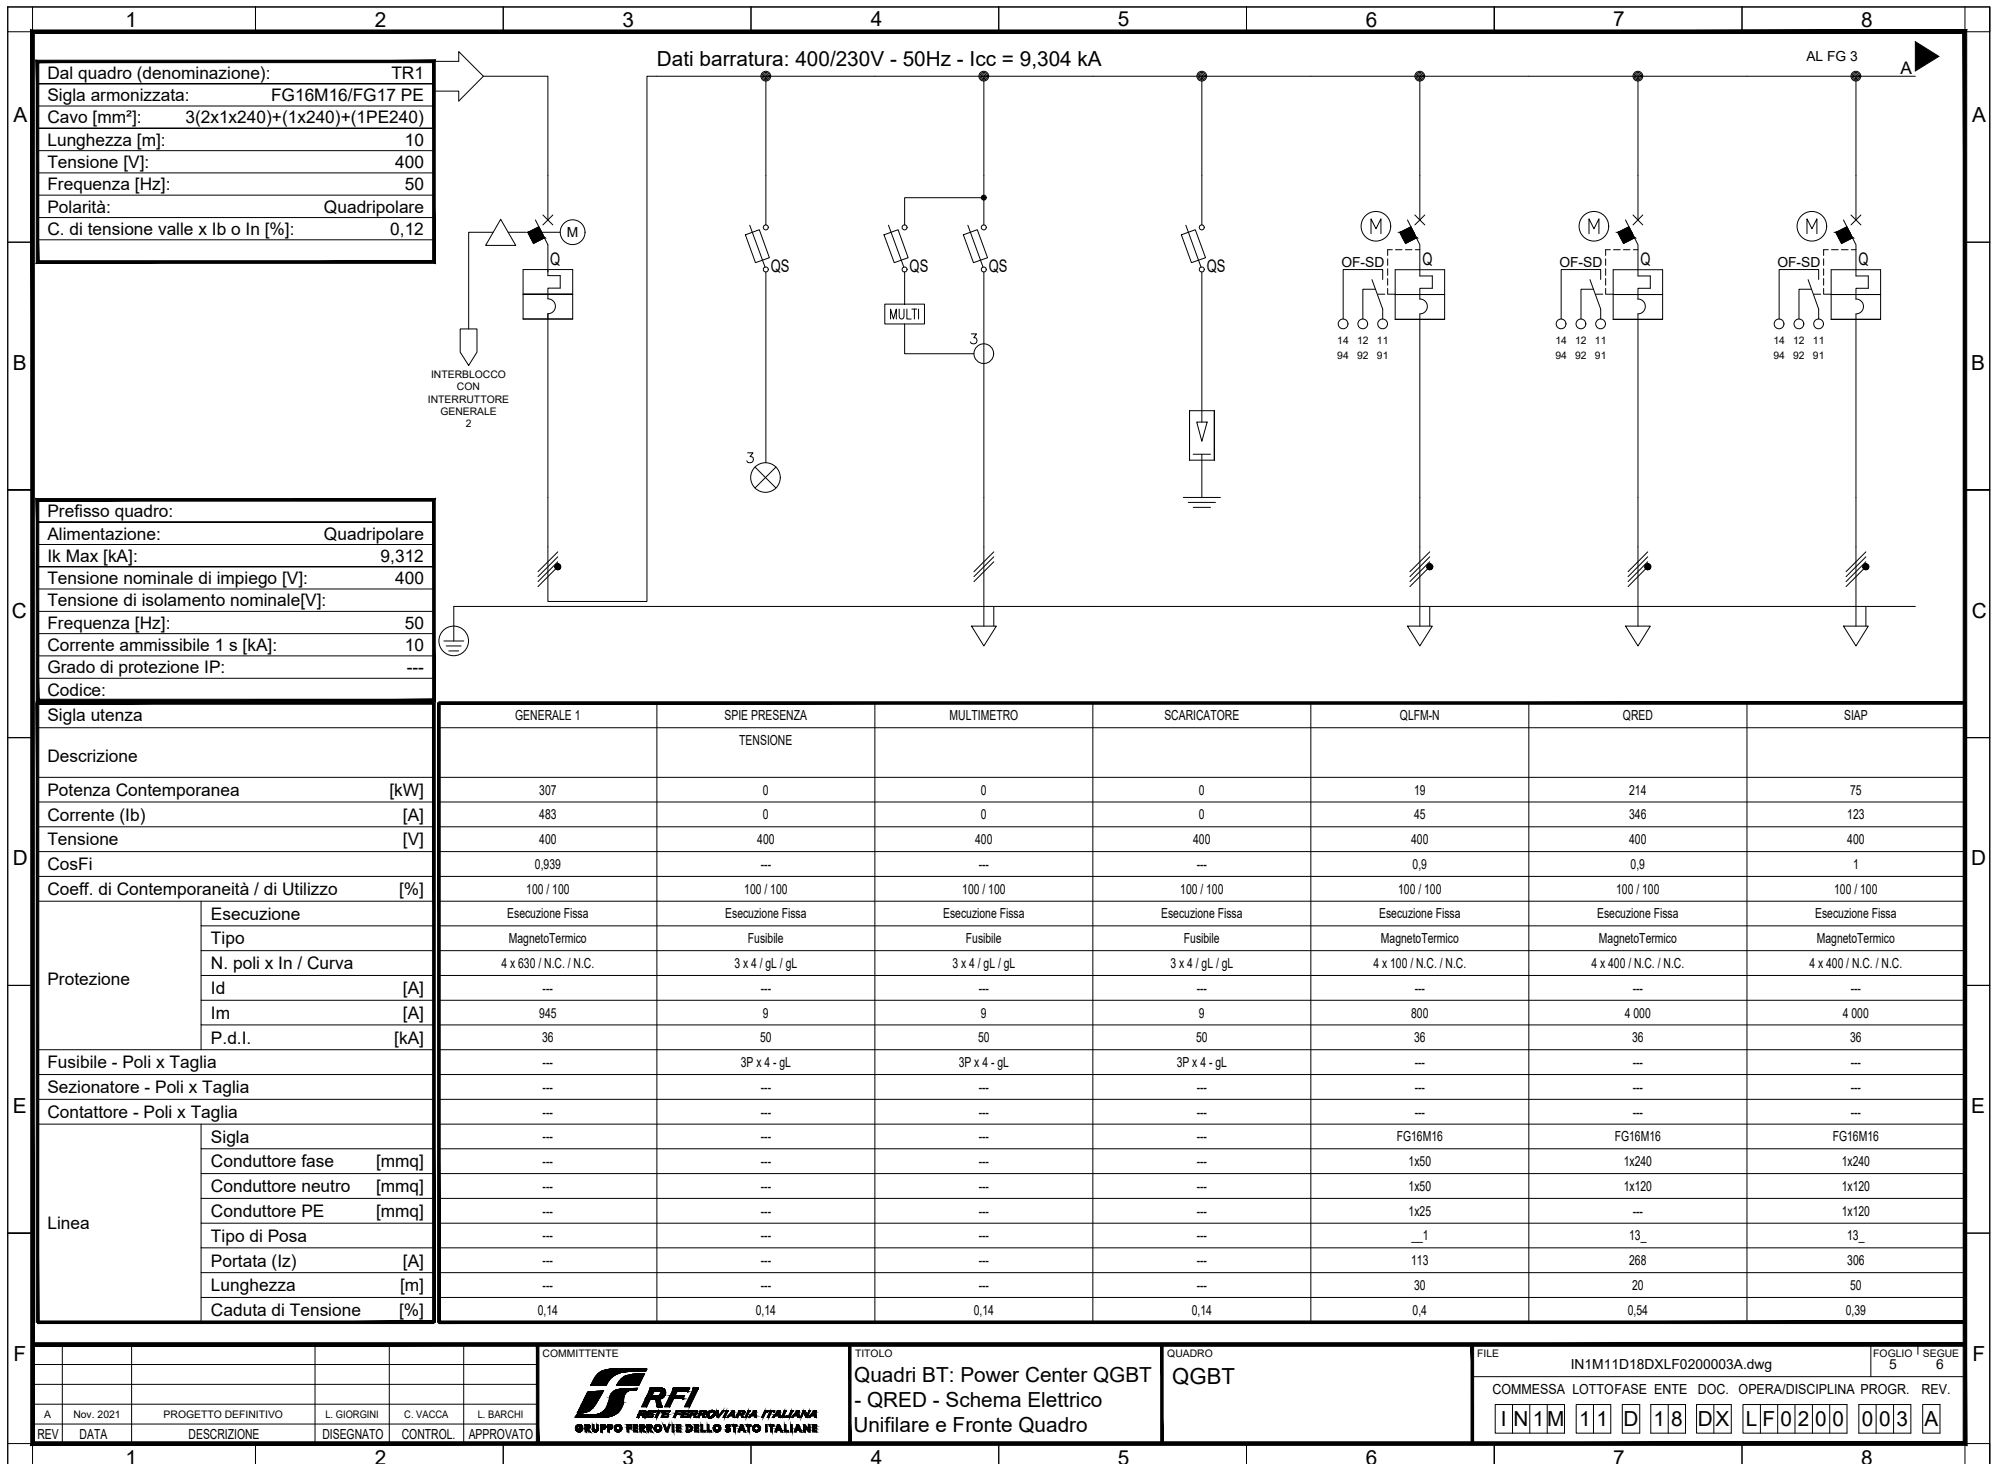 1 2 3 4 5 6 7 8
Dati barratura: 400/230V - 50Hz - Icc = 9,304 kA
AL FG 3
A
A A
B B
C C
D D
E E
F F
Dal quadro (denominazione): TR1
Sigla armonizzata: FG16M16/FG17 PE
Cavo [mm²]: 3(2x1x240)+(1x240)+(1PE240)
Lunghezza [m]: 10
Tensione [V]: 400
Frequenza [Hz]: 50
Polarità: Quadripolare
C. di tensione valle x Ib o In [%]: 0,12
M
Q
INTERBLOCCO
CON
INTERRUTTORE
GENERALE
2
QS
3
QS QS
MULTI
3
QS
M
OF-SD Q
14 12 11
94 92 91
M
OF-SD Q
14 12 11
94 92 91
M
OF-SD Q
14 12 11
94 92 91
Prefisso quadro:
Alimentazione: Quadripolare
Ik Max [kA]: 9,312
Tensione nominale di impiego [V]: 400
Tensione di isolamento nominale[V]:
Frequenza [Hz]: 50
Corrente ammissibile 1 s [kA]: 10
Grado di protezione IP: ---
Codice:
Sigla utenza GENERALE 1 SPIE PRESENZA MULTIMETRO SCARICATORE QLFM-N QRED SIAP
Descrizione TENSIONE
Potenza Contemporanea [kW] 307 0 0 0 19 214 75
Corrente (Ib) [A] 483 0 0 0 45 346 123
Tensione [V] 400 400 400 400 400 400 400
CosFi 0,939 --- --- --- 0,9 0,9 1
Coeff. di Contemporaneità / di Utilizzo [%] 100 / 100 100 / 100 100 / 100 100 / 100 100 / 100 100 / 100 100 / 100
Protezione
Esecuzione Esecuzione Fissa Esecuzione Fissa Esecuzione Fissa Esecuzione Fissa Esecuzione Fissa Esecuzione Fissa Esecuzione Fissa
Tipo MagnetoTermico Fusibile Fusibile Fusibile MagnetoTermico MagnetoTermico MagnetoTermico
N. poli x In / Curva 4 x 630 / N.C. / N.C. 3 x 4 / gL / gL 3 x 4 / gL / gL 3 x 4 / gL / gL 4 x 100 / N.C. / N.C. 4 x 400 / N.C. / N.C. 4 x 400 / N.C. / N.C.
Id [A] --- --- --- --- --- --- ---
Im [A] 945 9 9 9 800 4 000 4 000
P.d.I. [kA] 36 50 50 50 36 36 36
Fusibile - Poli x Taglia --- 3P x 4 - gL 3P x 4 - gL 3P x 4 - gL --- --- ---
Sezionatore - Poli x Taglia --- --- --- --- --- --- ---
Contattore - Poli x Taglia --- --- --- --- --- --- ---
Linea
Sigla --- --- --- --- FG16M16 FG16M16 FG16M16
Conduttore fase [mmq] --- --- --- --- 1x50 1x240 1x240
Conduttore neutro [mmq] --- --- --- --- 1x50 1x120 1x120
Conduttore PE [mmq] --- --- --- --- 1x25 --- 1x120
Tipo di Posa --- --- --- --- __1 13_ 13_
Portata (Iz) [A] --- --- --- --- 113 268 306
Lunghezza [m] --- --- --- --- 30 20 50
Caduta di Tensione [%] 0,14 0,14 0,14 0,14 0,4 0,54 0,39
A Nov. 2021 PROGETTO DEFINITIVO L. GIORGINI C. VACCA L. BARCHI
REV DATA DESCRIZIONE DISEGNATO CONTROL. APPROVATO
COMMITTENTE
RFI
RETE FERROVIARIA ITALIANA
GRUPPO FERROVIE DELLO STATO ITALIANE
TITOLO
Quadri BT: Power Center QGBT
- QRED - Schema Elettrico
Unifilare e Fronte Quadro
QUADRO
QGBT
FILE
IN1M11D18DXLF0200003A.dwg
FOGLIO SEGUE
5 6
COMMESSA LOTTO FASE ENTE DOC. OPERA/DISCIPLINA PROGR. REV.
IN1M 11 D 18 DX LF0200 003 A
1 2 3 4 5 6 7 8